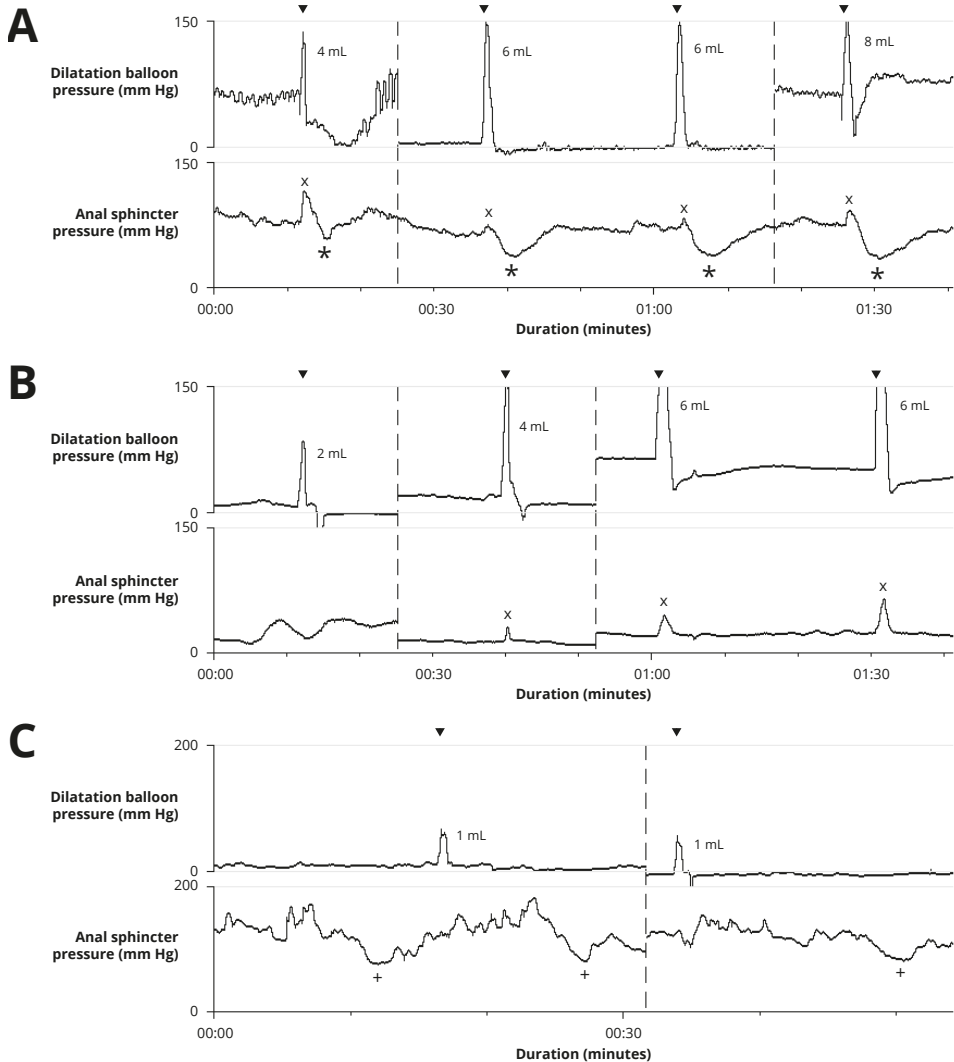 A
150
4 mL
6 mL
6 mL
8 mL
Dilatation balloon
pressure (mm Hg)
0
150
x
x
x
x
Anal sphincter
pressure (mm Hg)
*
*
*
*
0
00:00
00:30
01:00
01:30
Duration (minutes)
B
150
2 mL
4 mL
6 mL
6 mL
Dilatation balloon
pressure (mm Hg)
0
150
x
x
x
Anal sphincter
pressure (mm Hg)
0
00:00
00:30
01:00
01:30
Duration (minutes)
C
200
Dilatation balloon
pressure (mm Hg)
1 mL
1 mL
0
200
Anal sphincter
pressure (mm Hg)
+
+
+
0
00:00
00:30
Duration (minutes)